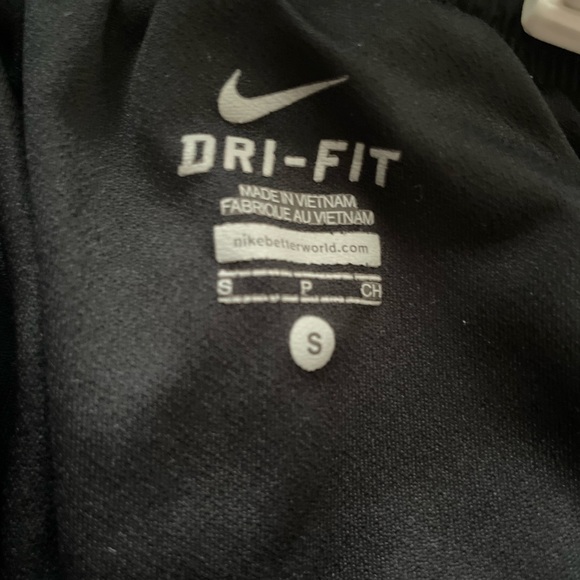 DRI-FIT
MADE IN VIETNAM
FABRIQUE AU VIETNAM
nikebetterworld.com
S P CH
S